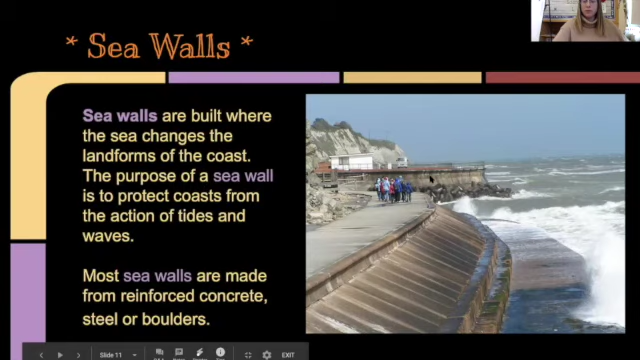 * Sea Walls *
Sea walls are built where
the sea changes the
landforms of the coast.
The purpose of a sea wall
is to protect coasts from
the action of tides and
waves.
Most sea walls are made
from reinforced concrete,
steel or boulders.
Slide 11
EXIT